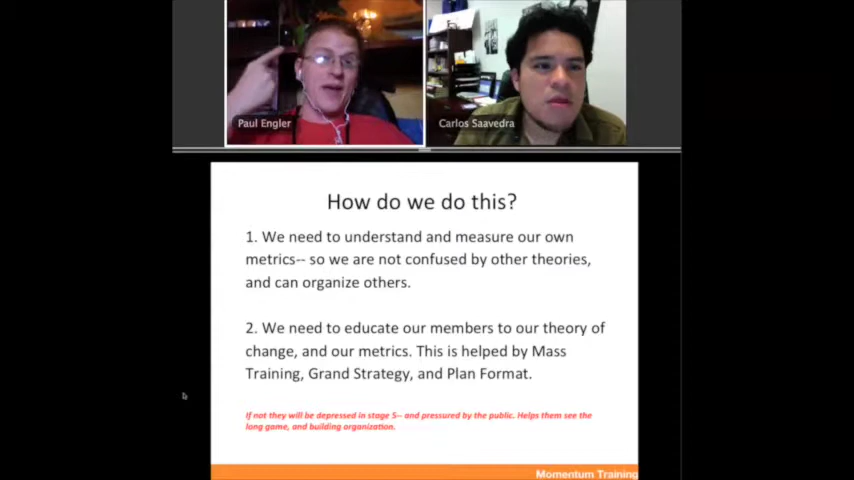 Paul Engler
Carlos Saavedra
How do we do this?
1. We need to understand and measure our own
metrics-- so we are not confused by other theories,
and can organize others.
2. We need to educate our members to our theory of
change, and our metrics. This is helped by Mass
Training, Grand Strategy, and Plan Format.
If not they will be depressed in stage 5-- and pressured by the public. Helps them see the
long game, and building organization.
Momentum Training